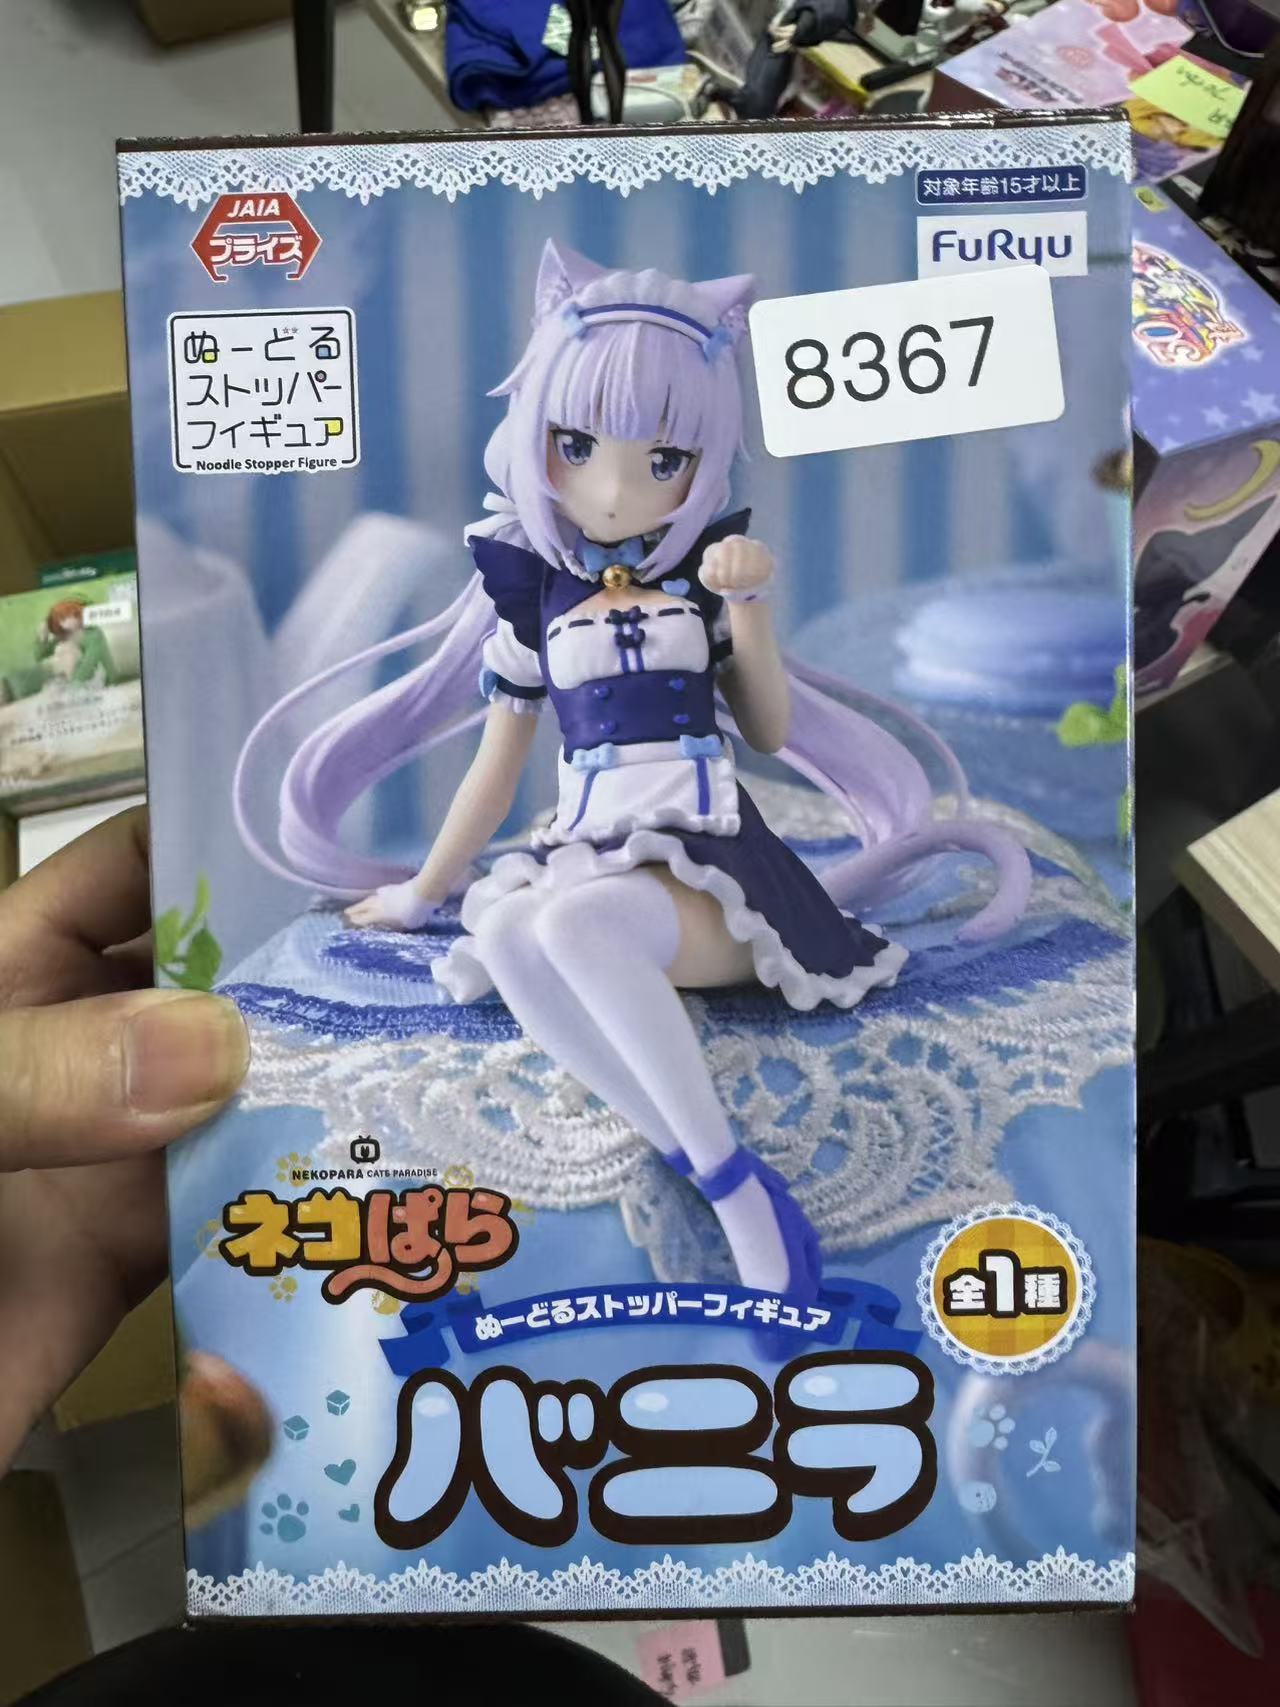 JAIA
プライズ
対象年齢15才以上
FuRyu
8367
ぬーどる
ストッパー
フィギュア
Noodle Stopper Figure
NEKOPARA CATS PARADISE
ネコぱら
全1種
ぬーどるストッパーフィギュア
バニラ